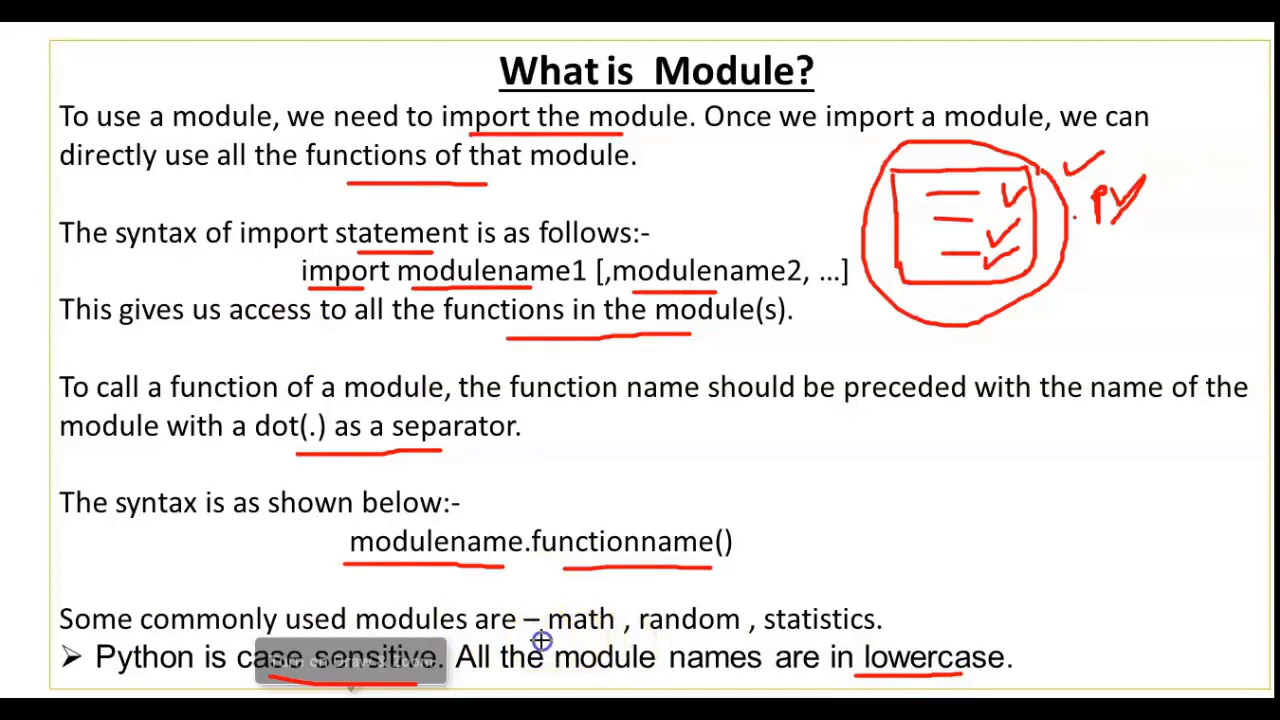 What is Module?
To use a module, we need to import the module. Once we import a module, we can
directly use all the functions of that module.
PY
The syntax of import statement is as follows:-
import modulename1 [,modulename2, ...]
This gives us access to all the functions in the module(s).
To call a function of a module, the function name should be preceded with the name of the
module with a dot(.) as a separator.
The syntax is as shown below:-
modulename.functionname()
Some commonly used modules are – math , random , statistics.
➢ Python is case sensitive. All the module names are in lowercase.